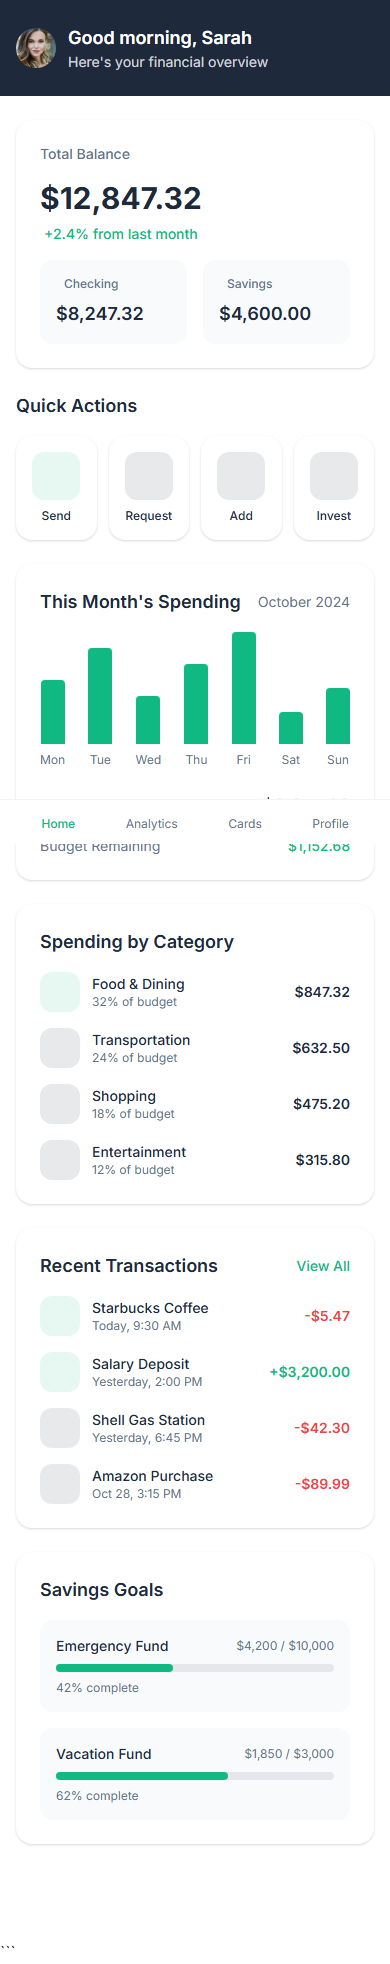 Good morning, Sarah
Here's your financial overview
Total Balance
$12,847.32
+2.4% from last month
Checking
Savings
$8,247.32
$4,600.00
Quick Actions
Send
Request
Add
Invest
This Month's Spending
October 2024
Mon Tue Wed Thu Fri Sat Sun
Home
Analytics
Cards
Profile
Budget Remaining
$1,152.68
Spending by Category
Food & Dining
32% of budget
$847.32
Transportation
24% of budget
$632.50
Shopping
18% of budget
$475.20
Entertainment
12% of budget
$315.80
Recent Transactions
View All
Starbucks Coffee
Today, 9:30 AM
-$5.47
Salary Deposit
Yesterday, 2:00 PM
+$3,200.00
Shell Gas Station
Yesterday, 6:45 PM
-$42.30
Amazon Purchase
Oct 28, 3:15 PM
-$89.99
Savings Goals
Emergency Fund
$4,200 / $10,000
42% complete
Vacation Fund
$1,850 / $3,000
62% complete
```